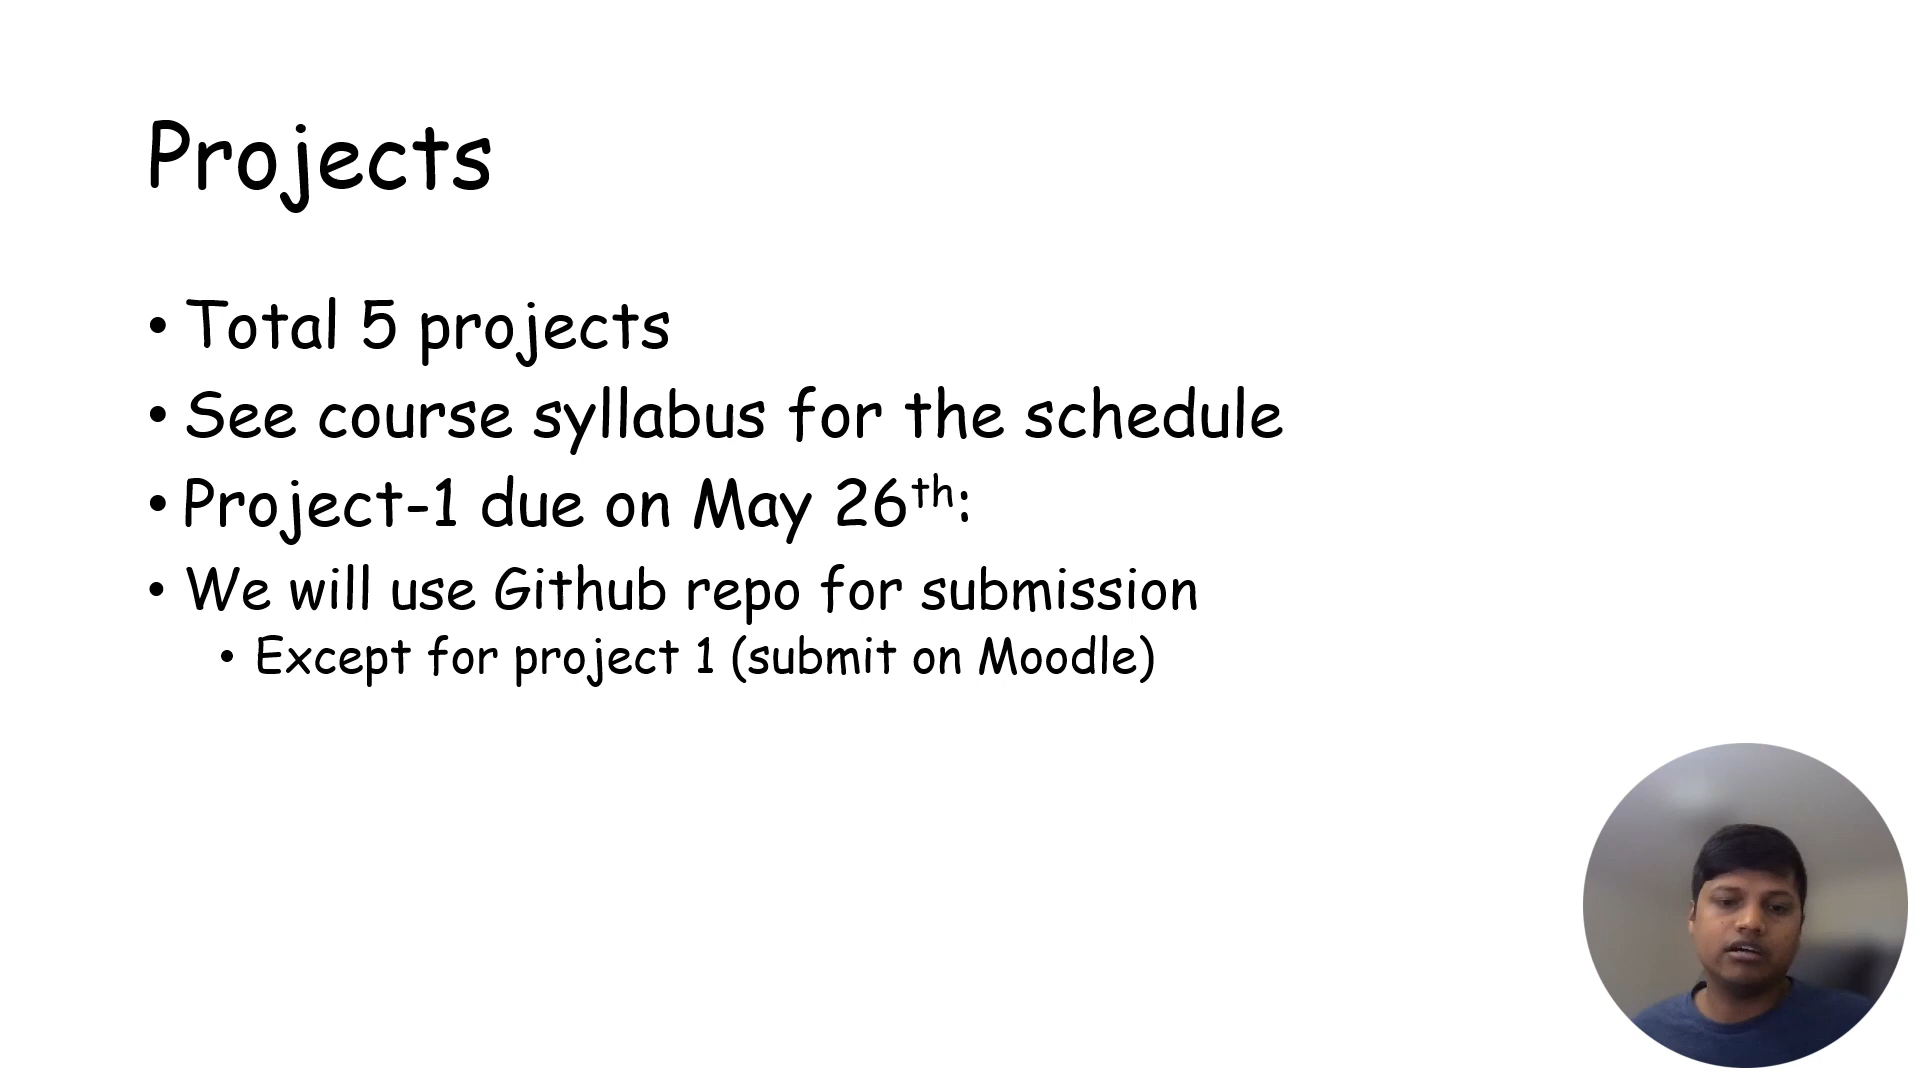 Projects
• Total 5 projects
• See course syllabus for the schedule
• Project-1 due on May 26th:
• We will use Github repo for submission
• Except for project 1 (submit on Moodle)